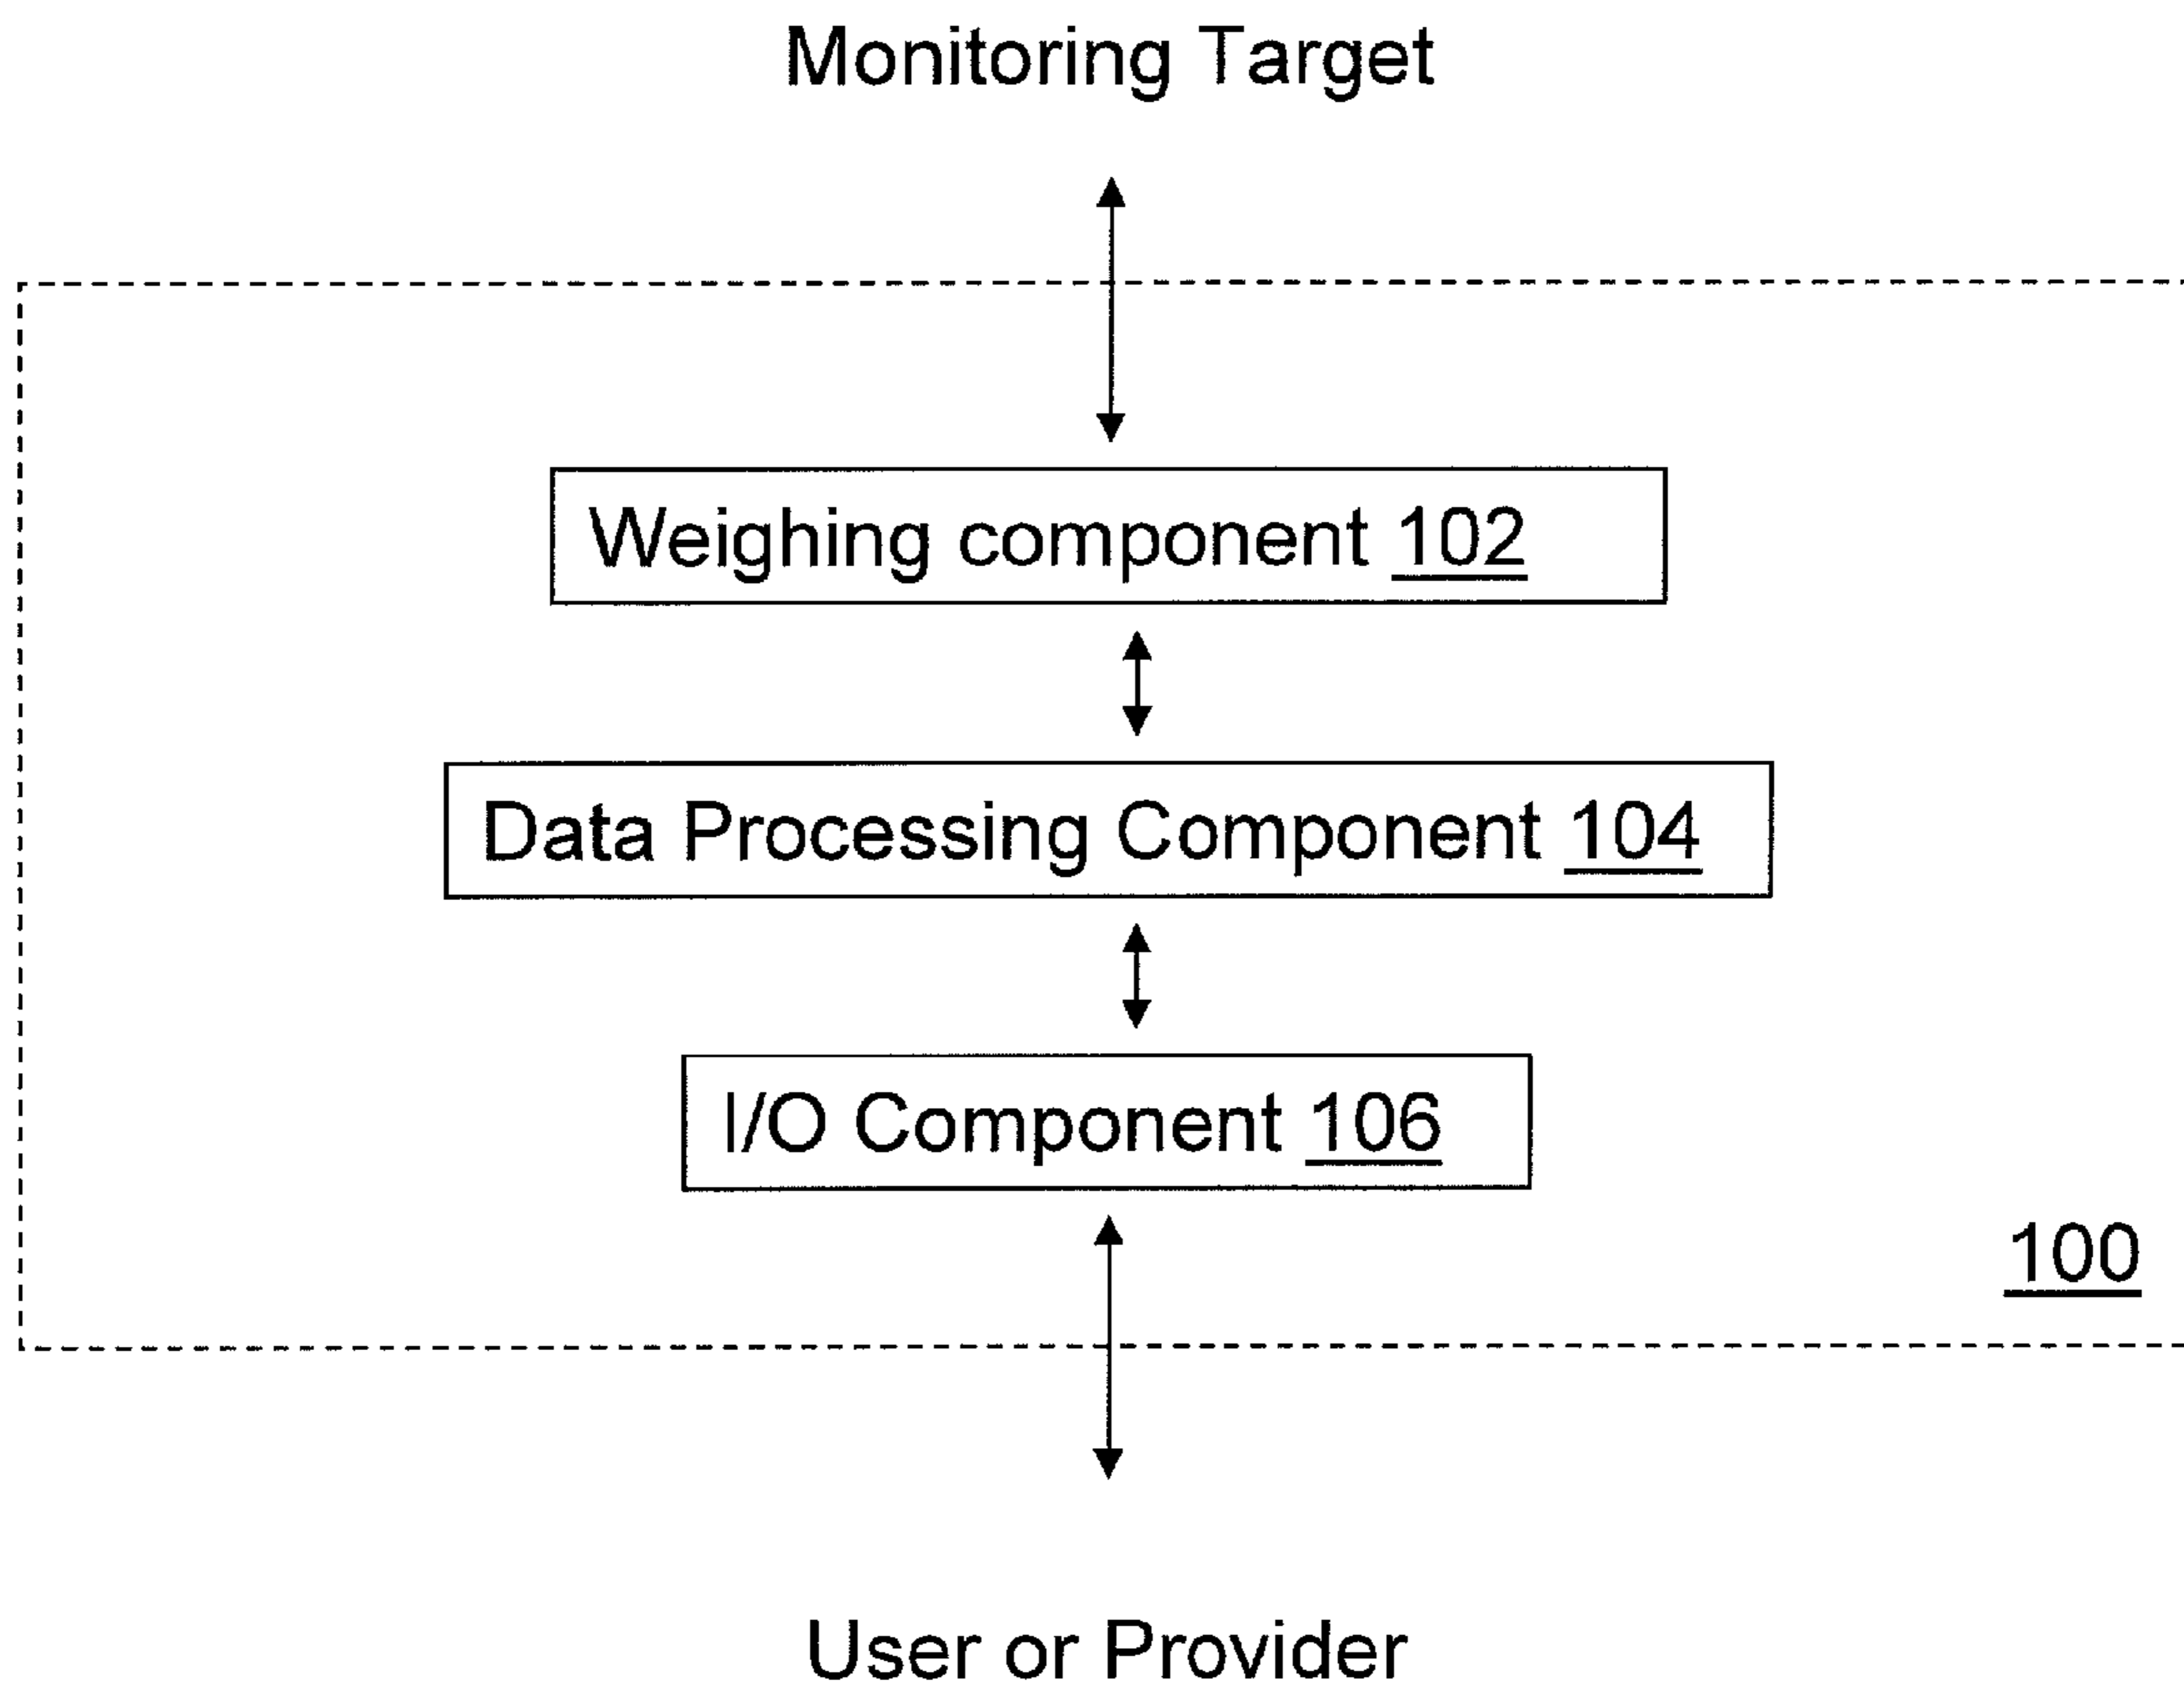 Monitoring Target
Weighing component 102
Data Processing Component 104
I/O Component 106
100
User or Provider